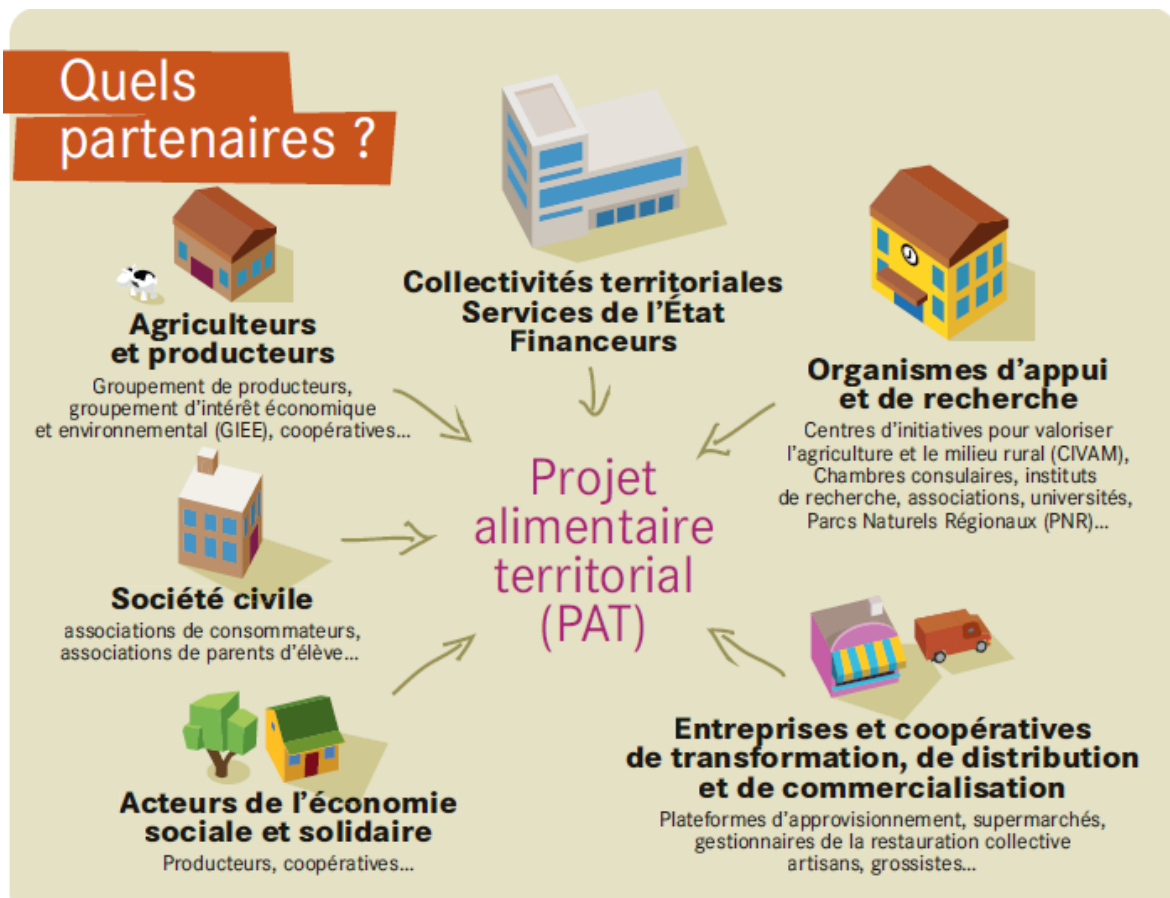 Quels
partenaires ?
Collectivités territoriales
Services de l'État
Financeurs
Agriculteurs
et producteurs
Groupement de producteurs,
groupement d'intérêt économique
et environnemental (GIEE), coopératives...
Organismes d'appui
et de recherche
Centres d'initiatives pour valoriser
l'agriculture et le milieu rural (CIVAM),
Chambres consulaires, instituts
de recherche, associations, universités,
Parcs Naturels Régionaux (PNR)...
Projet
alimentaire
territorial
(PAT)
Société civile
associations de consommateurs,
associations de parents d'élève...
Acteurs de l'économie
sociale et solidaire
Producteurs, coopératives...
Entreprises et coopératives
de transformation, de distribution
et de commercialisation
Plateformes d'approvisionnement, supermarchés,
gestionnaires de la restauration collective
artisans, grossistes...